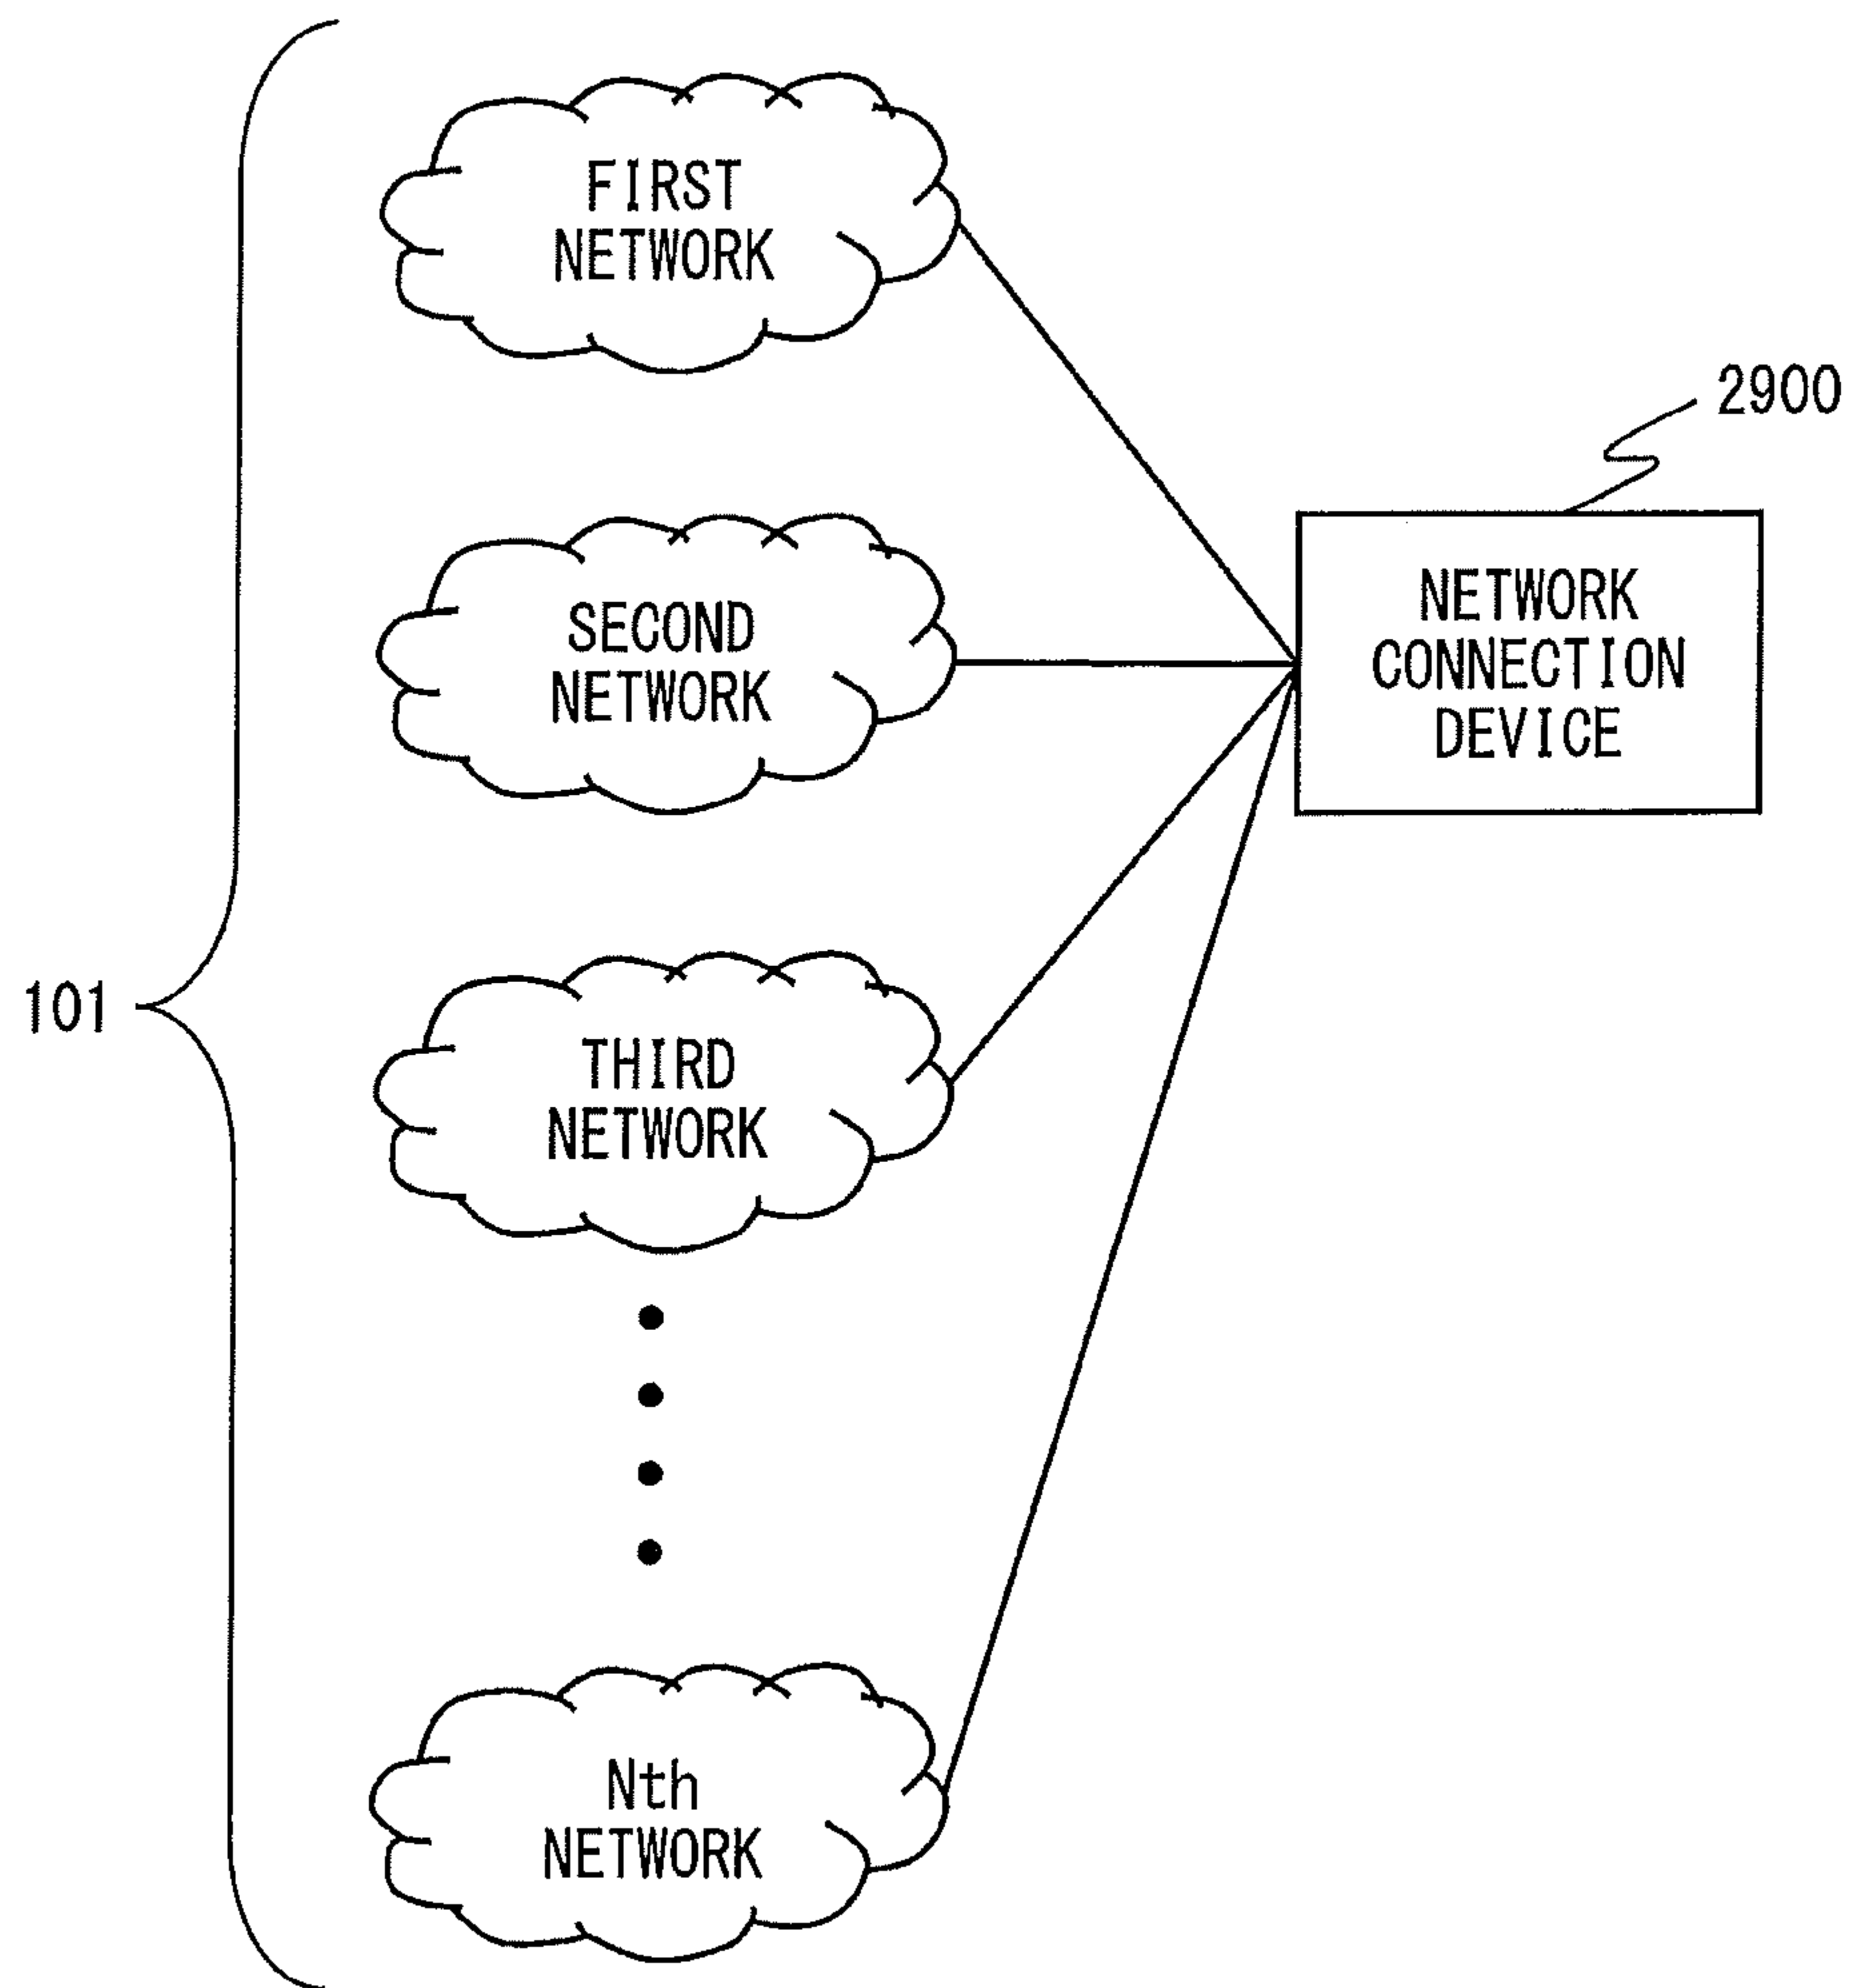 FIRST
NETWORK
2900
NETWORK
CONNECTION
DEVICE
SECOND
NETWORK
101
THIRD
NETWORK
Nth
NETWORK